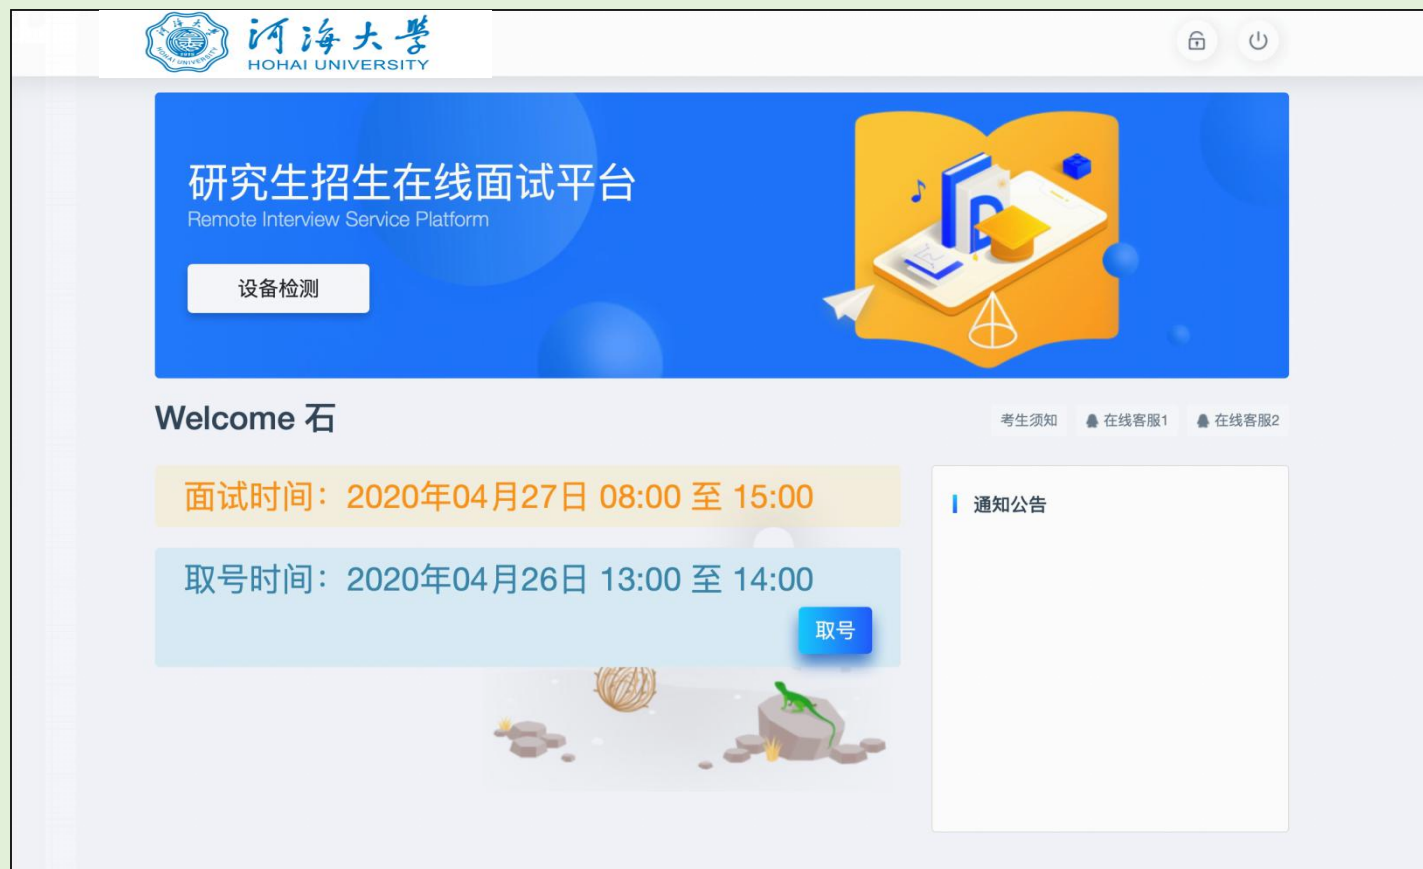 河海大學
HOHAI UNIVERSITY
研究生招生在线面试平台
Remote Interview Service Platform
设备检测
Welcome 石
考生须知 在线客服1 在线客服2
面试时间：2020年04月27日 08:00 至 15:00
通知公告
取号时间：2020年04月26日 13:00 至 14:00
取号